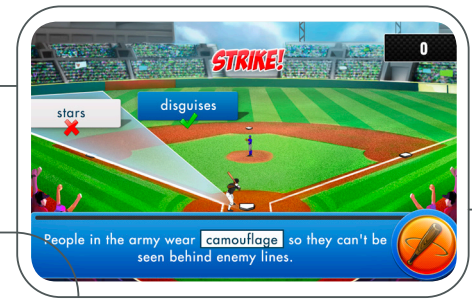 0
STRIKE!
disguises
stars
People in the army wear camouflage so they can't be
seen behind enemy lines.